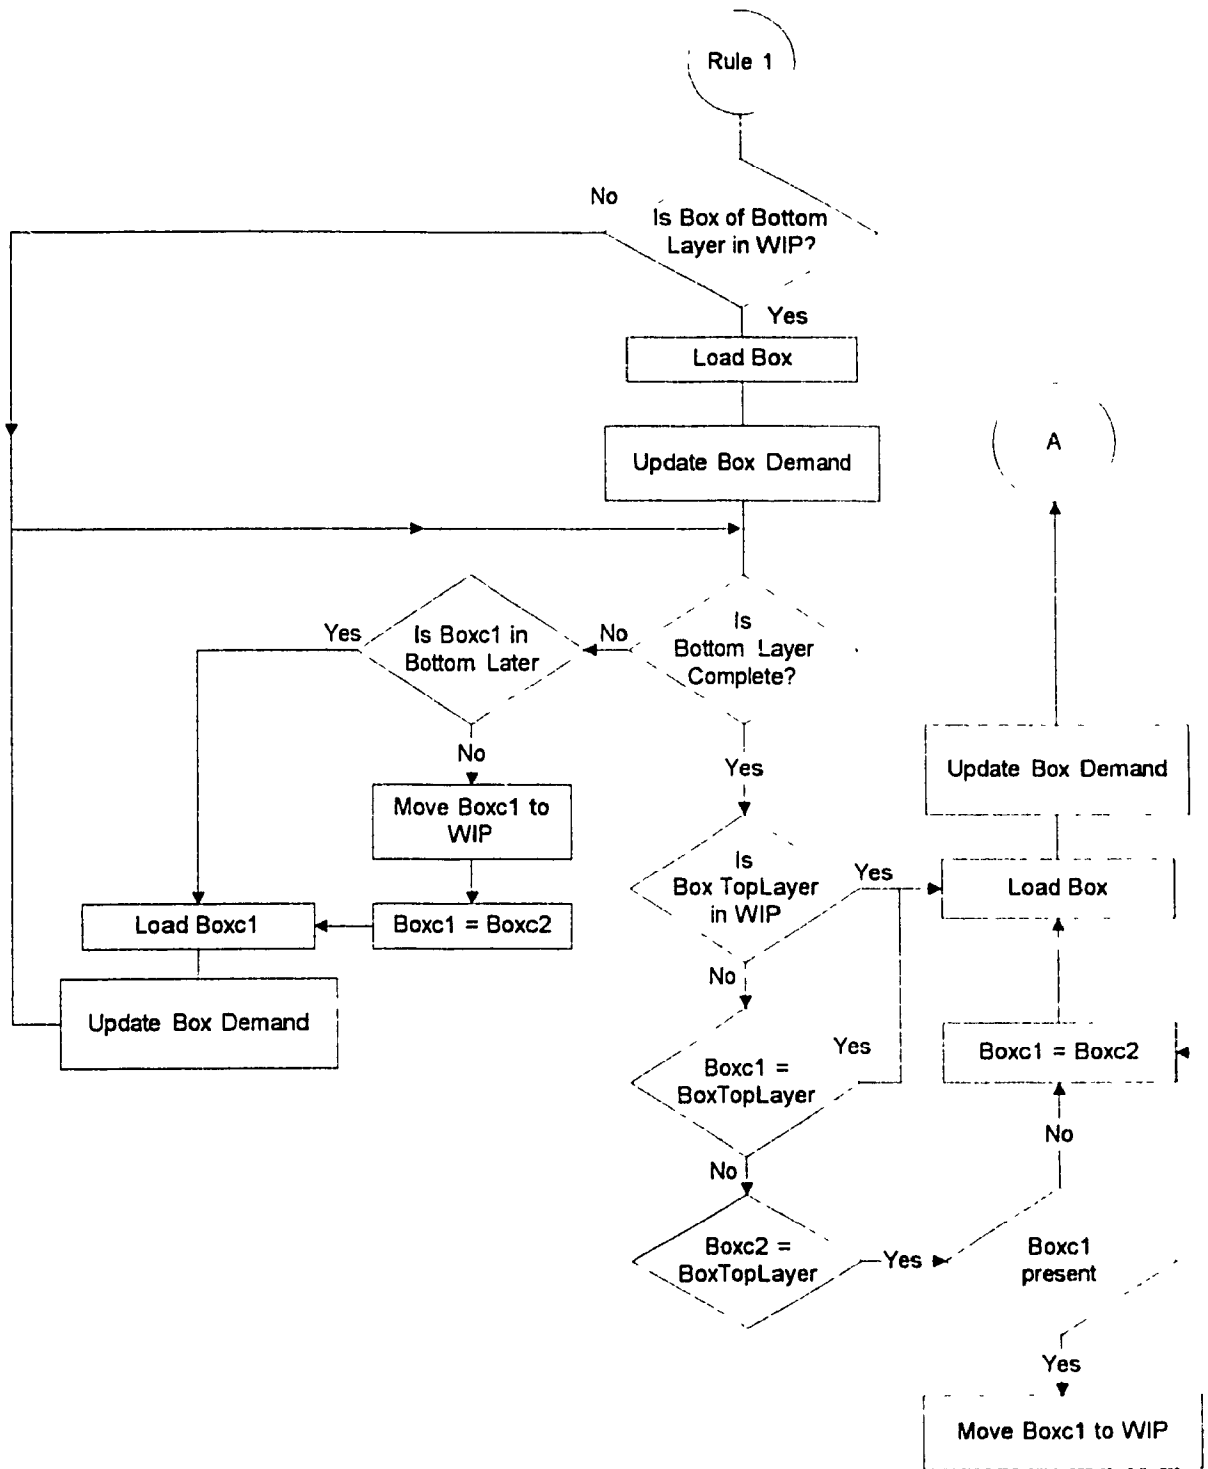 Rule 1
No
Is Box of Bottom
Layer in WIP?
Yes
Load Box
Update Box Demand
A
Yes
Is Boxc1 in
Bottom Later
No
Is
Bottom Layer
Complete?
No
Yes
Move Boxc1 to
WIP
Update Box Demand
Is
Box TopLayer
in WIP
Yes
Load Box
Load Boxc1
Boxc1 = Boxc2
No
Update Box Demand
Boxc1 =
BoxTopLayer
Yes
Boxc1 = Boxc2
No
No
Boxc2 =
BoxTopLayer
Yes
Boxc1
present
Yes
Move Boxc1 to WIP